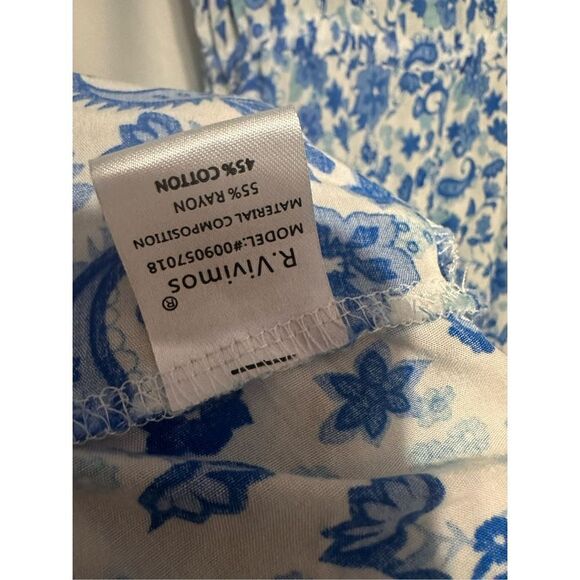 ®
R.Vivimos
MODEL:#009057018
MATERIAL COMPOSITION
55% RAYON
45% COTTON